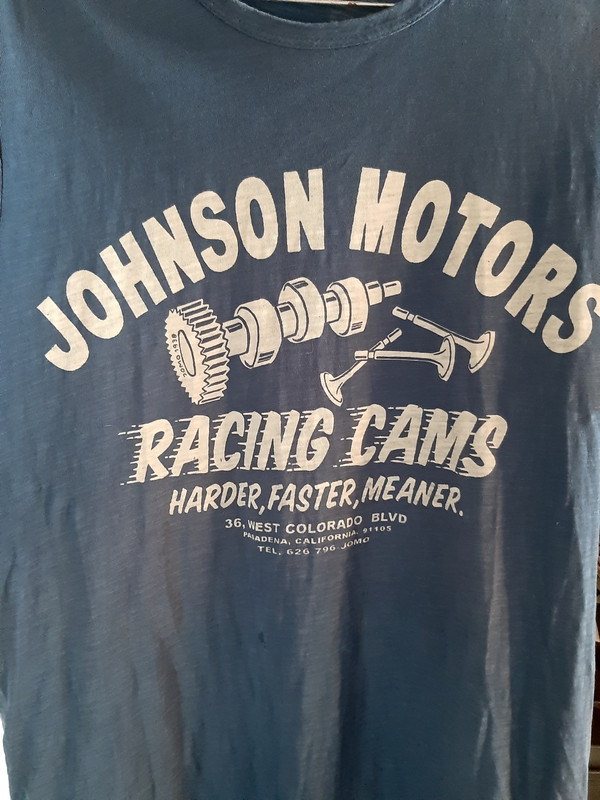 JOHNSON MOTORS
RACING CAMS
HARDER, FASTER, MEANER.
36, WEST COLORADO BLVD
PASADENA, CALIFORNIA. 91105
TEL. 626 796-JOMO